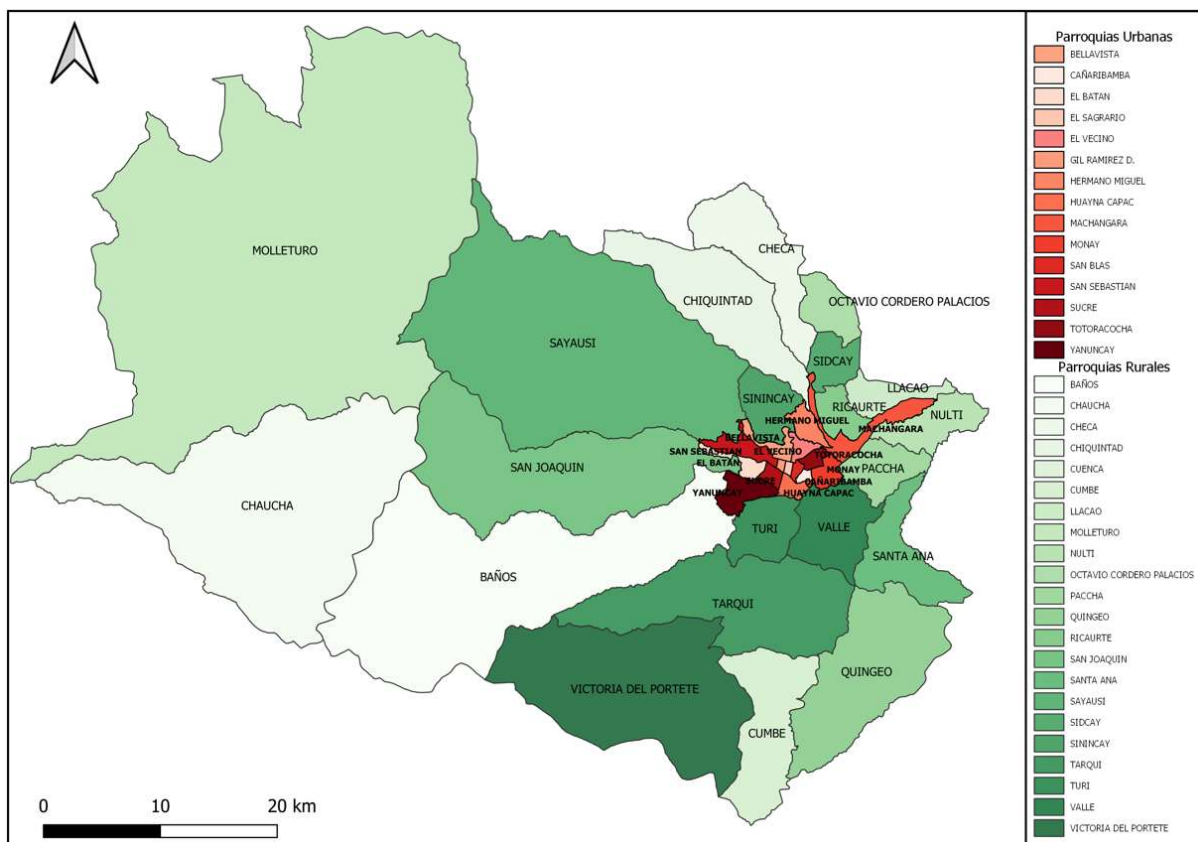 MOLLETURO
CHECA
CHIQUINTAD
OCTAVIO CORDERO PALACIOS
SAYAUSI
SIDCAY
LLACAO
SININCAY
RICAURTE
NULTI
HERMANO MIGUEL
MACHANGARA
BELLAVISTA
SAN SEBASTIAN
EL VECINO
TOTORACOCHA
EL BATAN
SAN JOAQUIN
MONAY
PACCHA
CAÑARIBAMBA
SUCRE
YANUNCAY
HUAYNA CAPAC
CHAUCHA
TURI
VALLE
SANTA ANA
BAÑOS
TARQUI
QUINGEO
VICTORIA DEL PORTETE
CUMBE
0 10 20 km
Parroquias Urbanas
BELLAVISTA
CAÑARIBAMBA
EL BATAN
EL SAGRARIO
EL VECINO
GIL RAMIREZ D.
HERMANO MIGUEL
HUAYNA CAPAC
MACHANGARA
MONAY
SAN BLAS
SAN SEBASTIAN
SUCRE
TOTORACOCHA
YANUNCAY
Parroquias Rurales
BAÑOS
CHAUCHA
CHECA
CHIQUINTAD
CUENCA
CUMBE
LLACAO
MOLLETURO
NULTI
OCTAVIO CORDERO PALACIOS
PACCHA
QUINGEO
RICAURTE
SAN JOAQUIN
SANTA ANA
SAYAUSI
SIDCAY
SININCAY
TARQUI
TURI
VALLE
VICTORIA DEL PORTETE